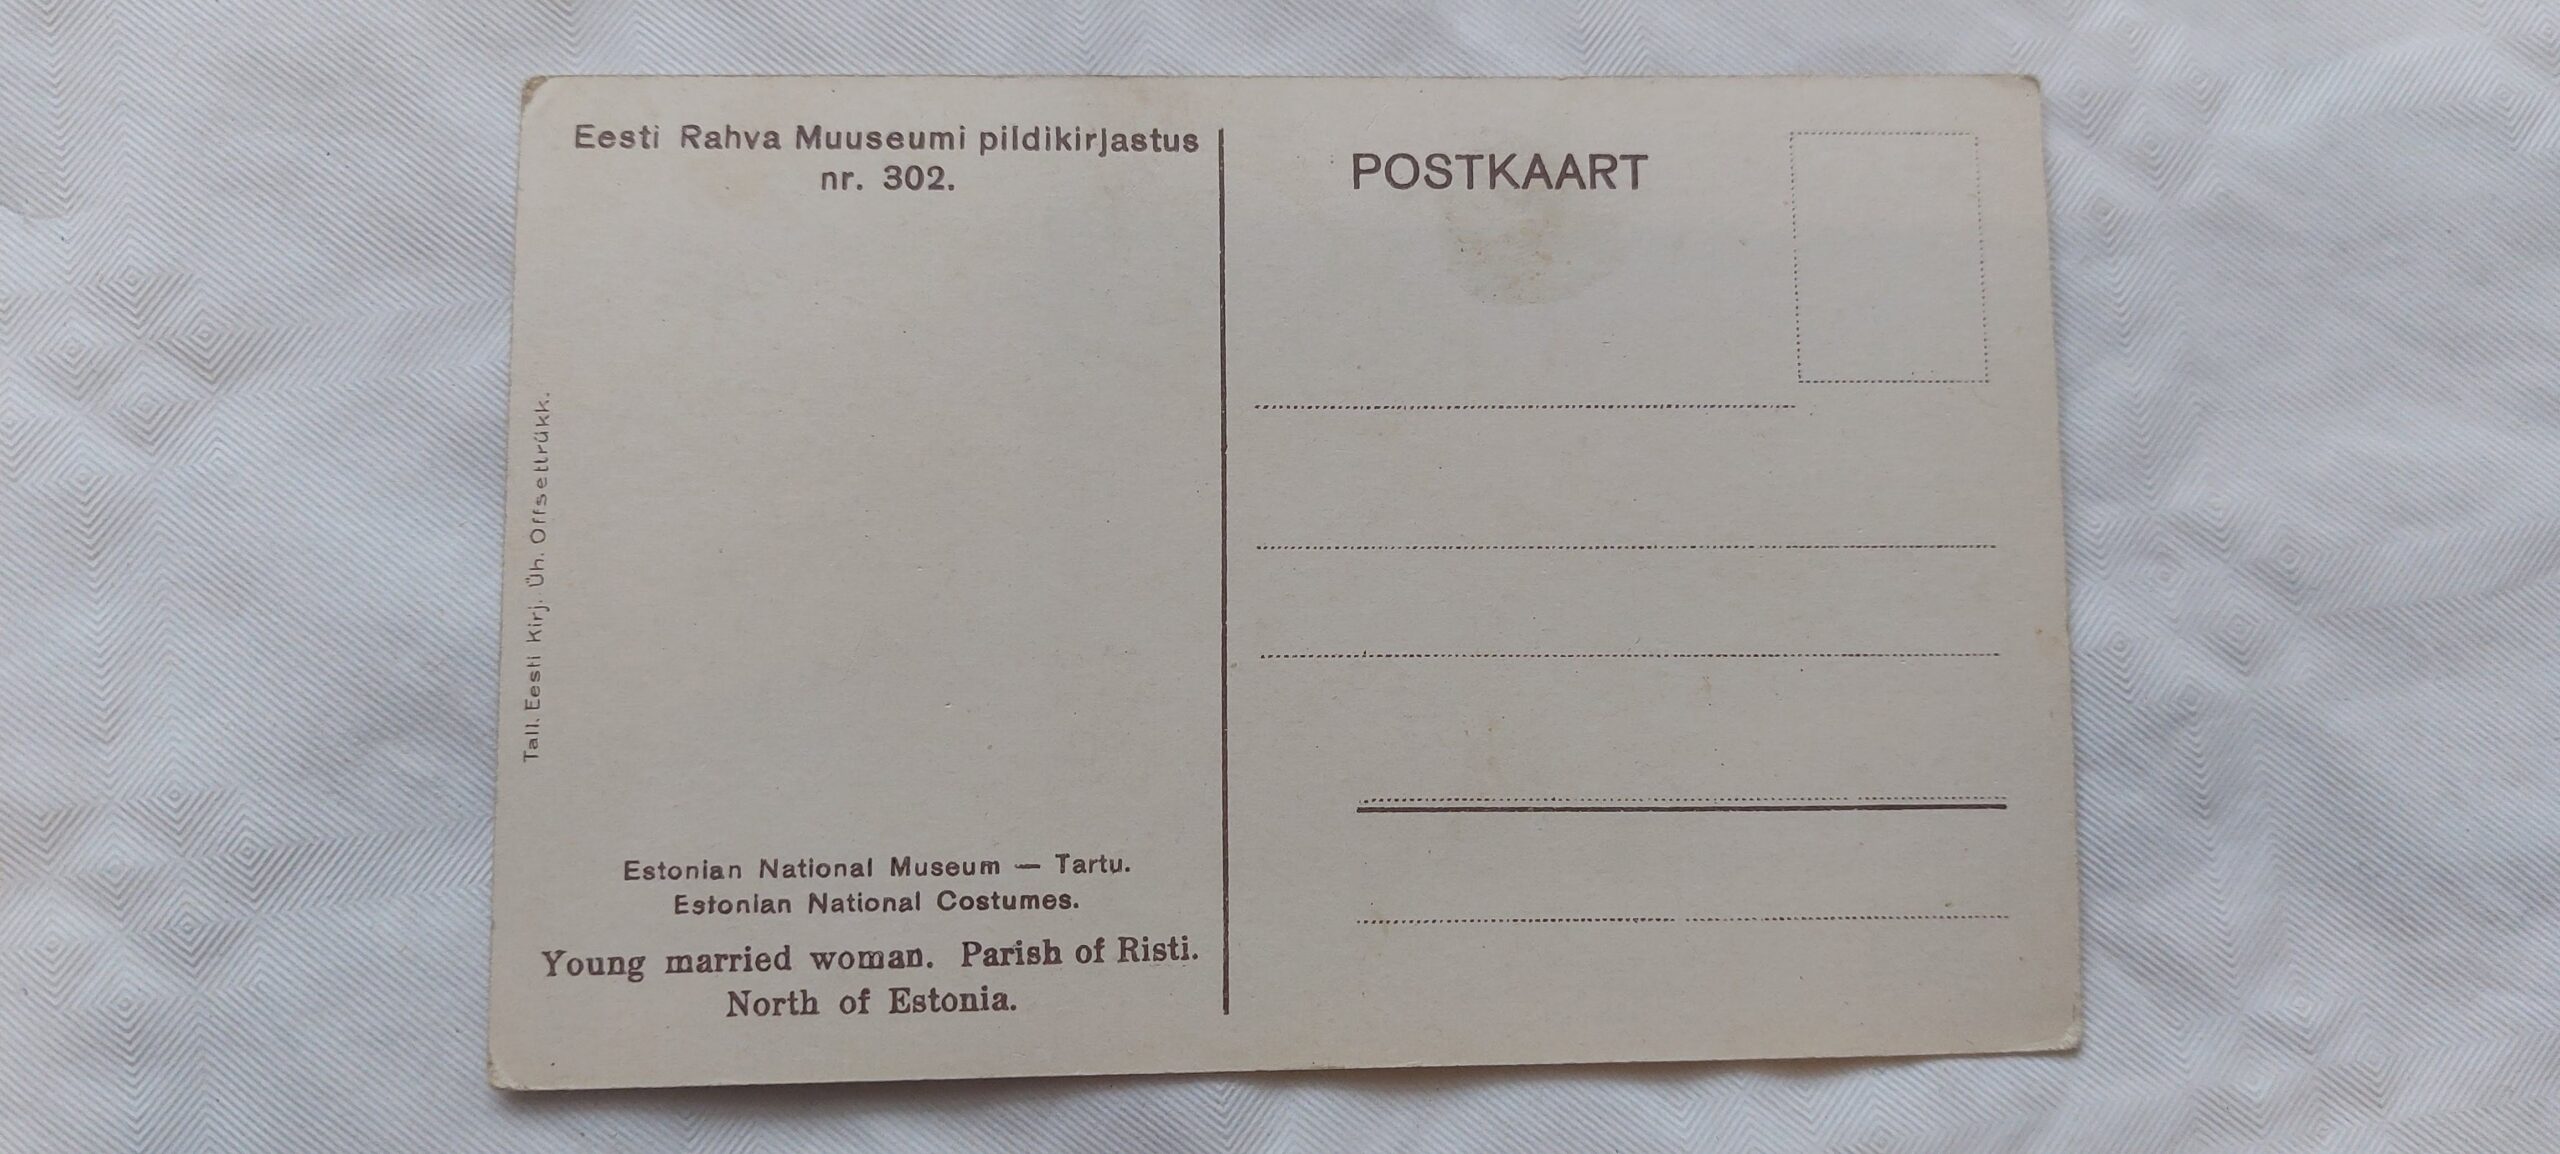 Eesti Rahva Muuseumi pildikirjastus
nr. 302.
POSTKAART
Tall. Eesti Kirj. Üh. Offsettrükk.
Estonian National Museum — Tartu.
Estonian National Costumes.
Young married woman. Parish of Risti.
North of Estonia.